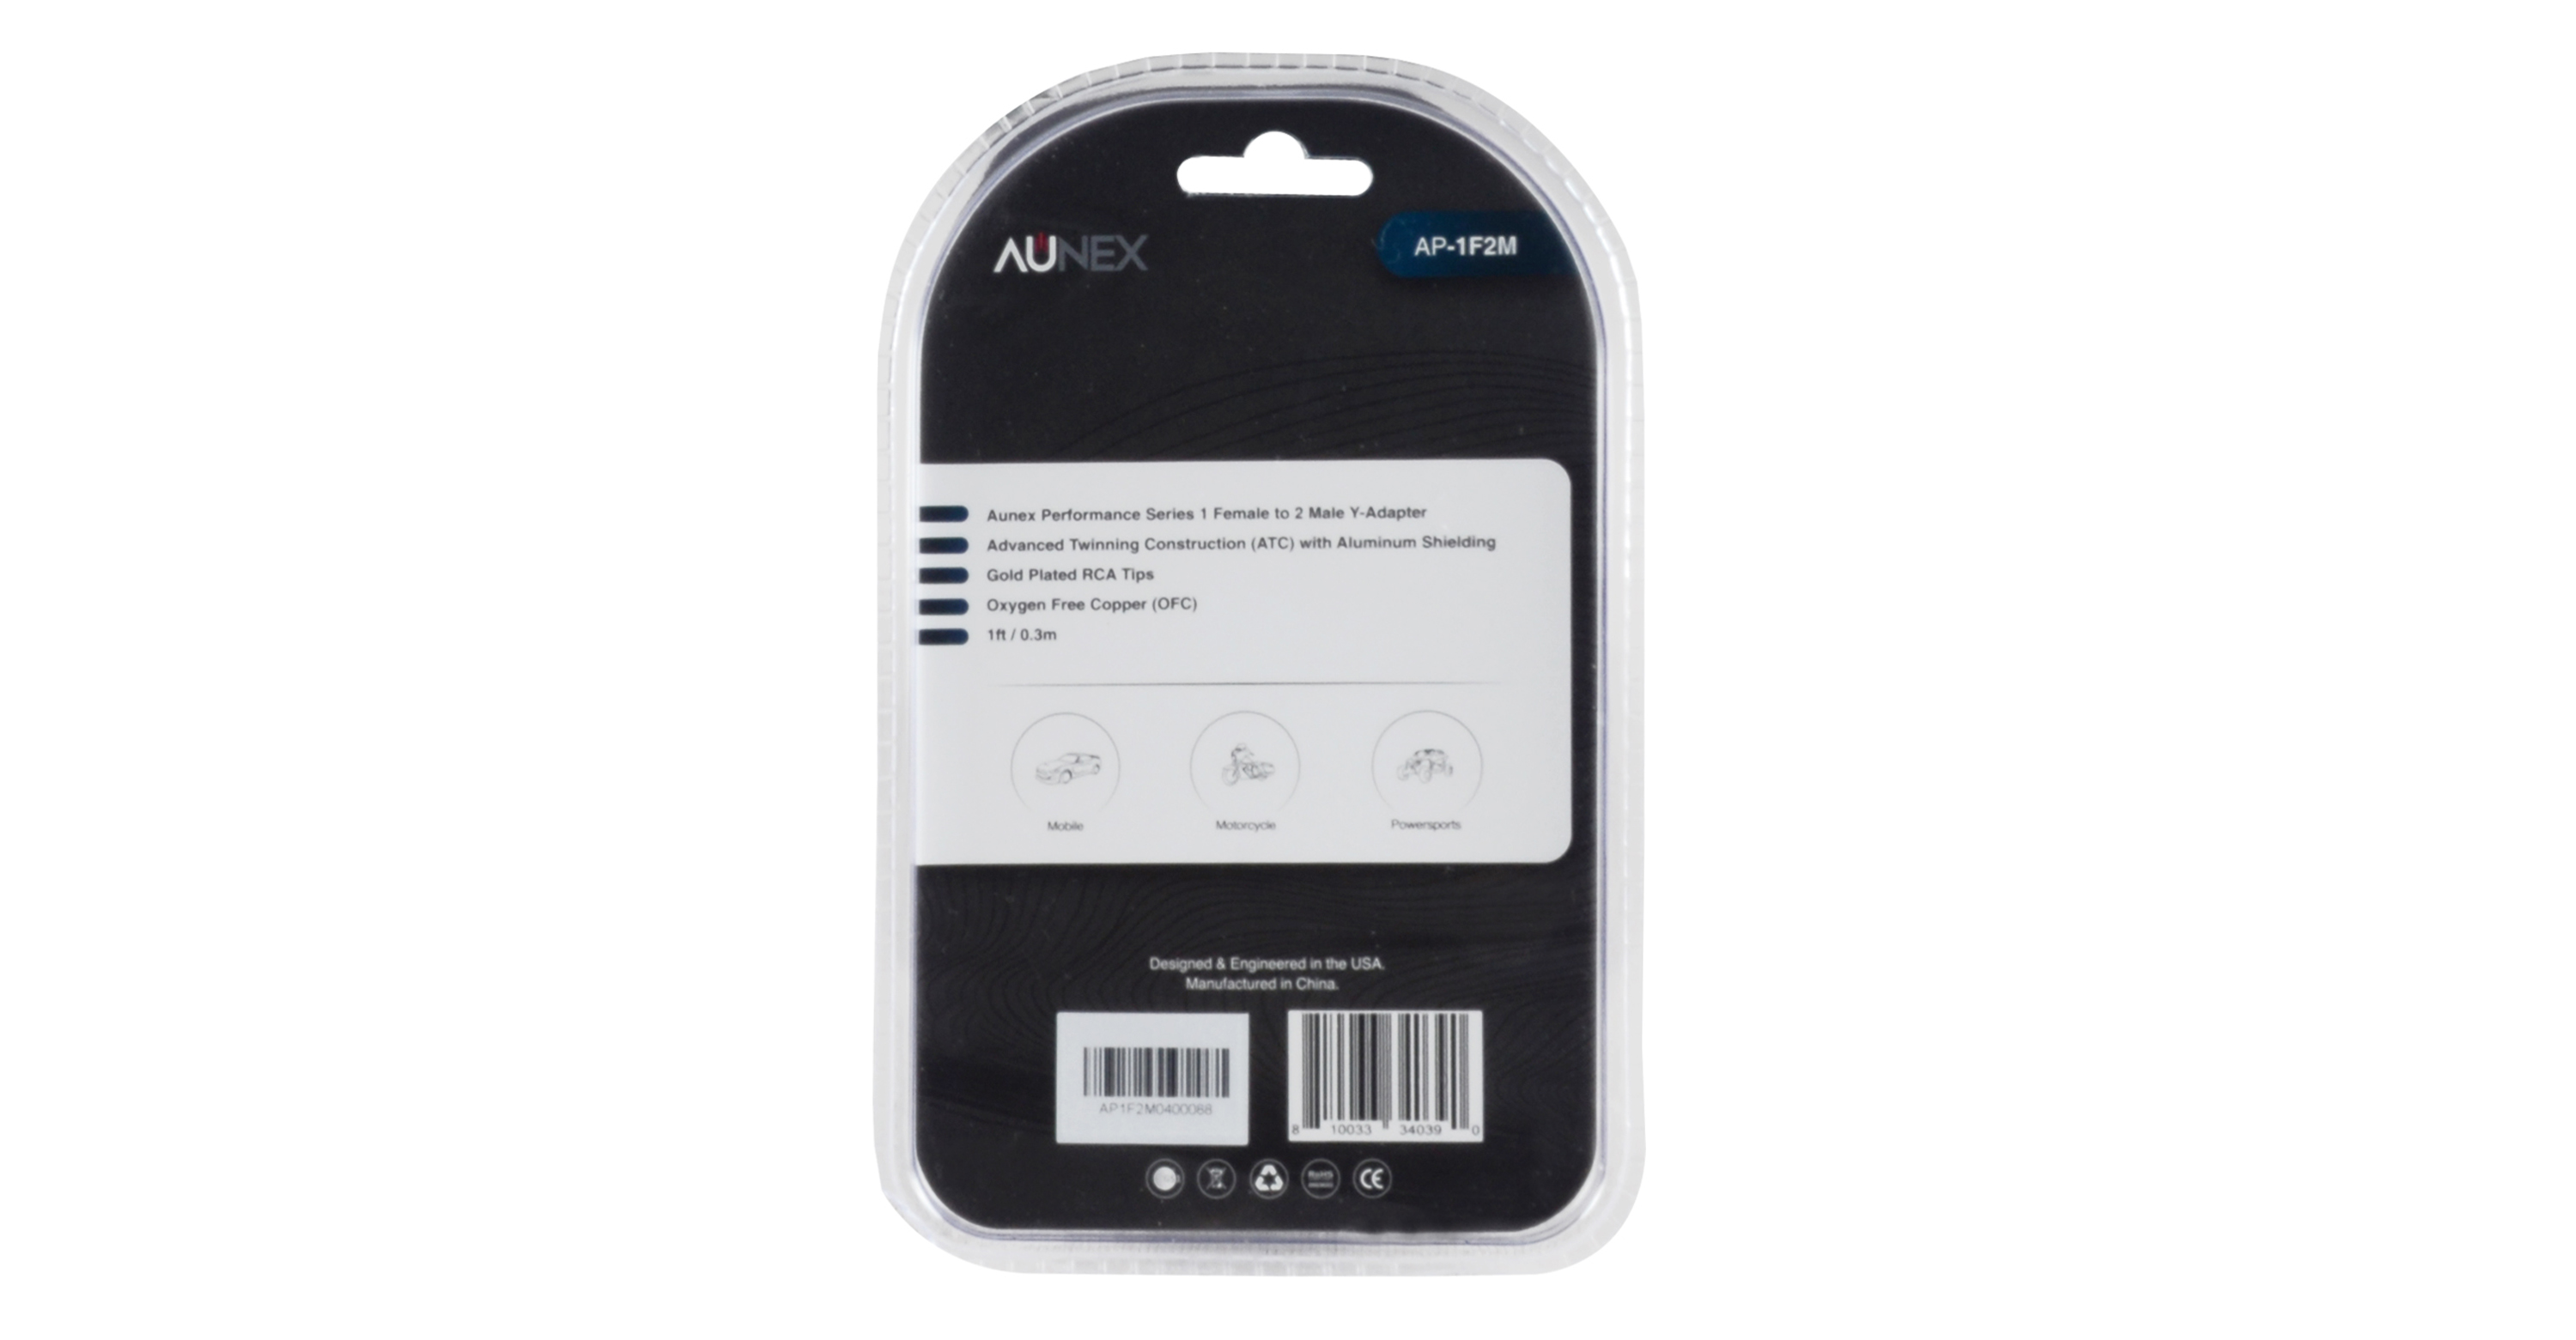 AUNEX
AP-1F2M
Aunex Performance Series 1 Female to 2 Male Y-Adapter
Advanced Twinning Construction (ATC) with Aluminum Shielding
Gold Plated RCA Tips
Oxygen Free Copper (OFC)
1ft / 0.3m
Mobile
Motorcycle
Powersports
Designed & Engineered in the USA.
Manufactured in China.
AP1F2M0400088
8 10033 34039 0
RoHS
CE